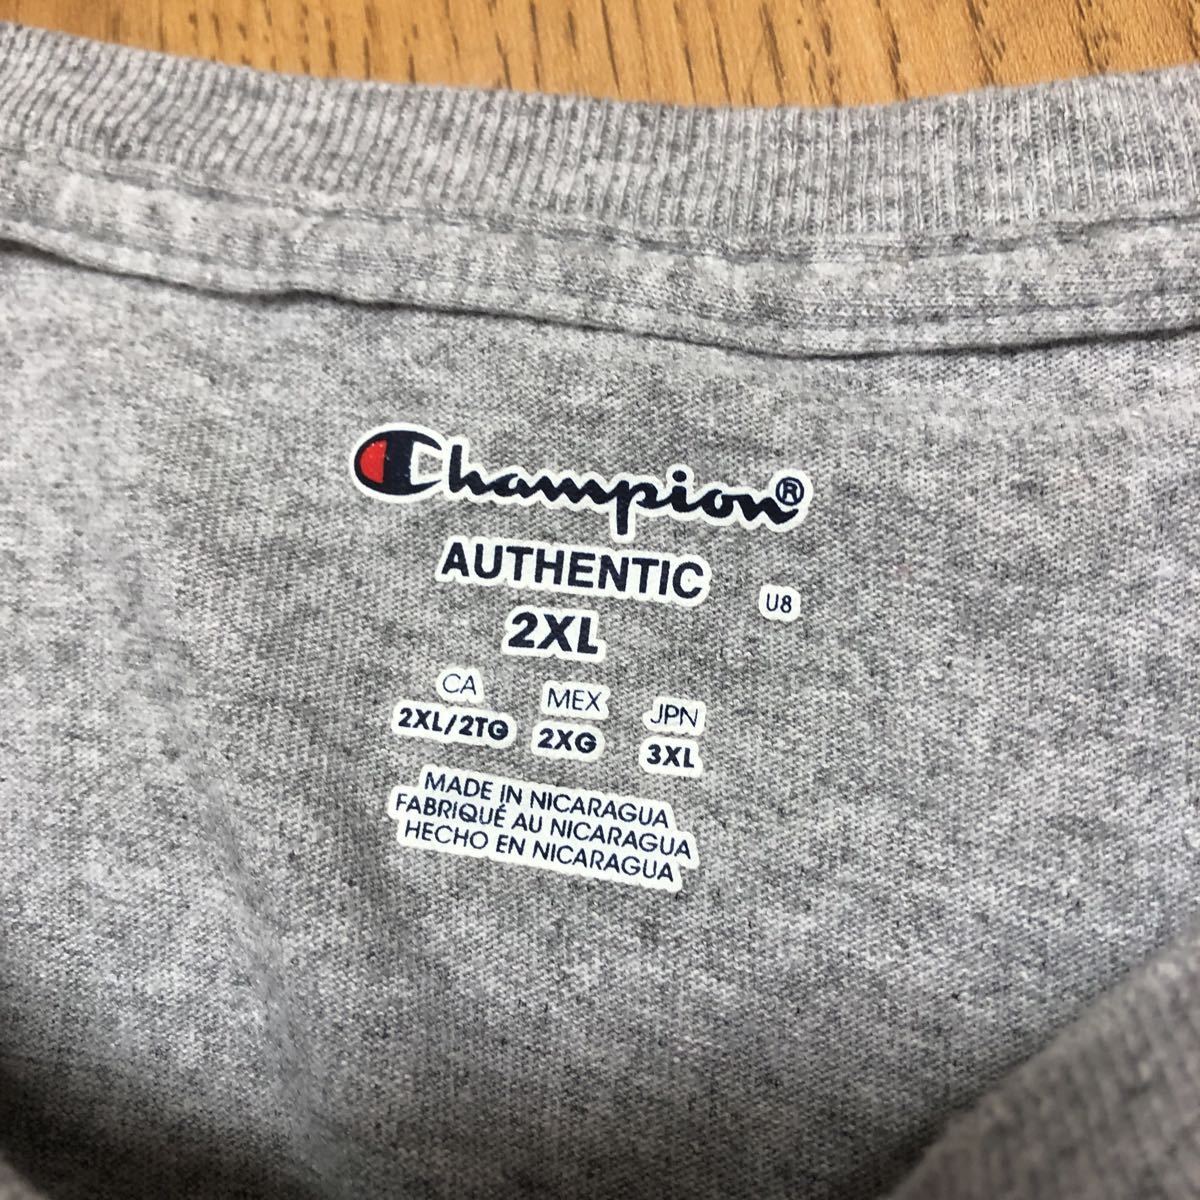 Champion®
AUTHENTIC
U8
2XL
CA MEX JPN
2XL/2TG 2XG 3XL
MADE IN NICARAGUA
FABRIQUÉ AU NICARAGUA
HECHO EN NICARAGUA